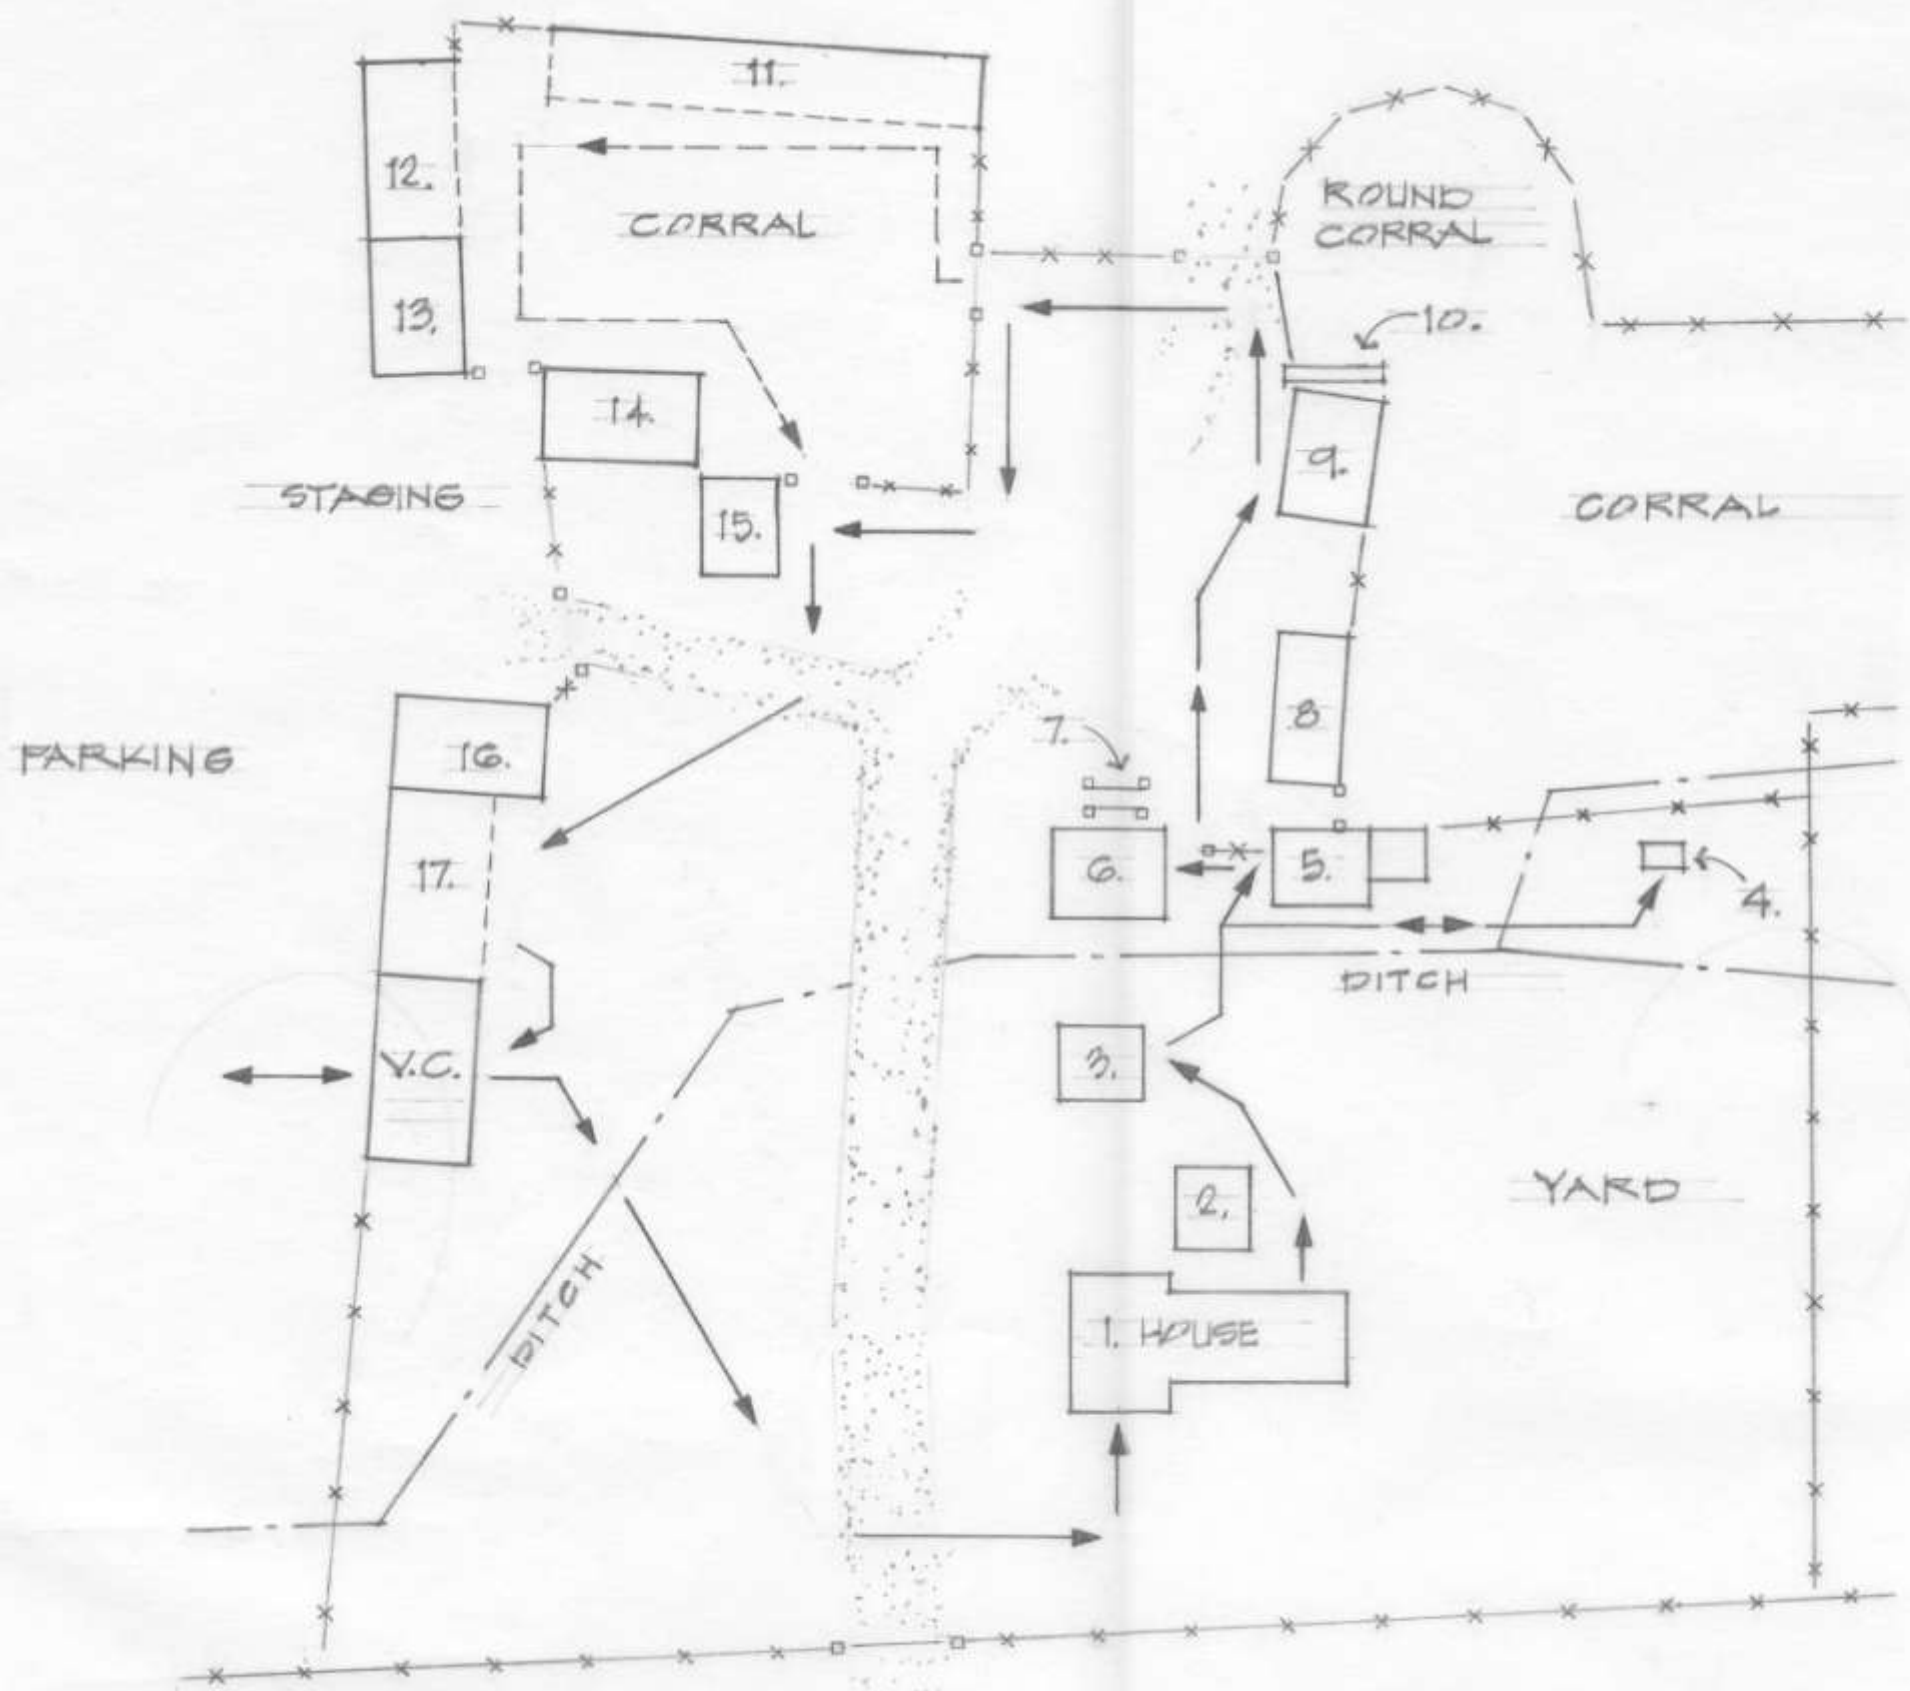 11.
12.
CORRAL
ROUND
CORRAL
13.
10.
14.
9.
STAGING
15.
CORRAL
8
7.
PARKING
16.
6.
5.
17.
4.
DITCH
V.C.
3.
2.
YARD
DITCH
1. HOUSE